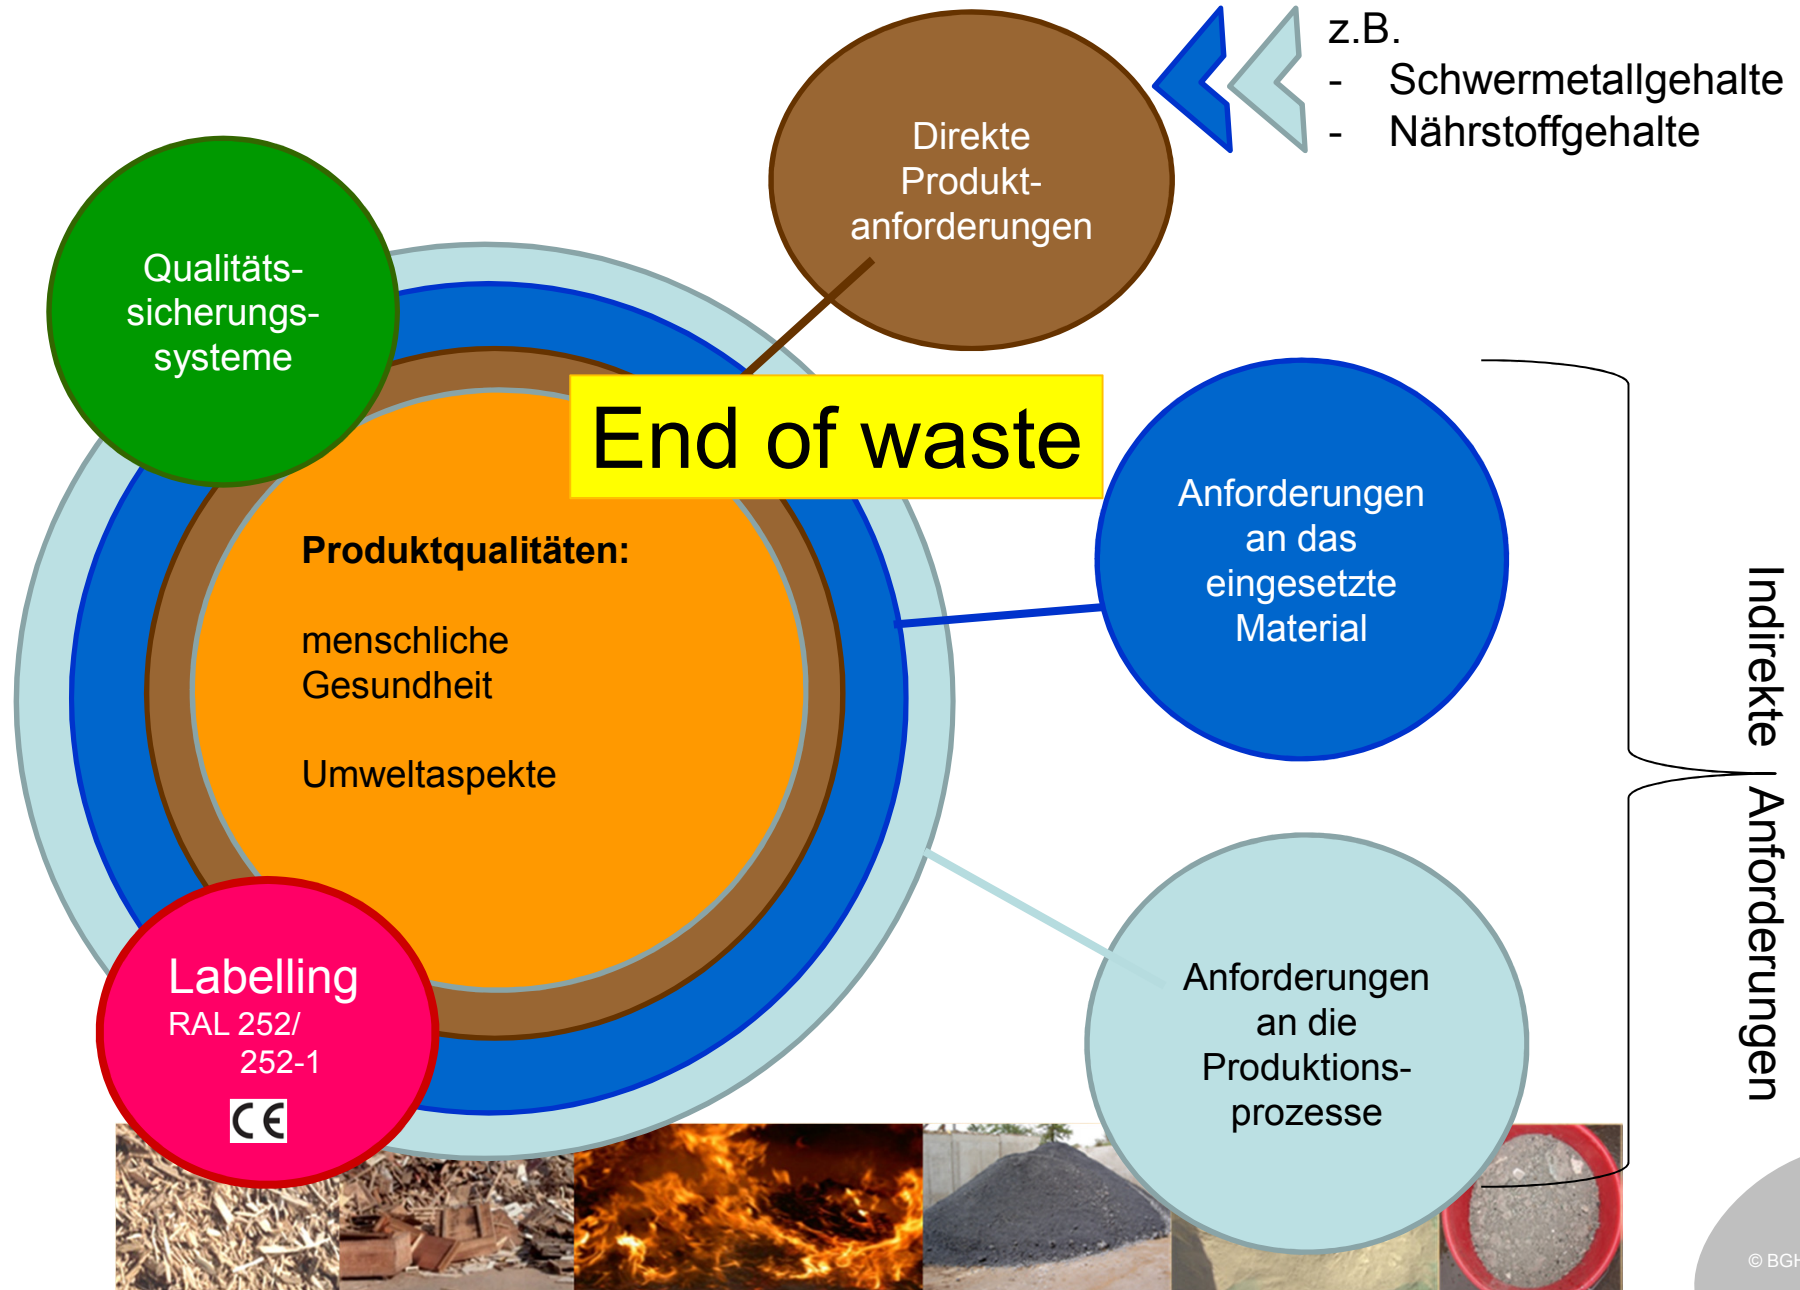 z.B.
- Schwermetallgehalte
- Nährstoffgehalte
Direkte
Produkt-
anforderungen
Qualitäts-
sicherungs-
systeme
End of waste
Anforderungen
an das
eingesetzte
Material
Produktqualitäten:
menschliche
Gesundheit
Umweltaspekte
Indirekte Anforderungen
Labelling
RAL 252/
252-1
CE
Anforderungen
an die
Produktions-
prozesse
© BGH